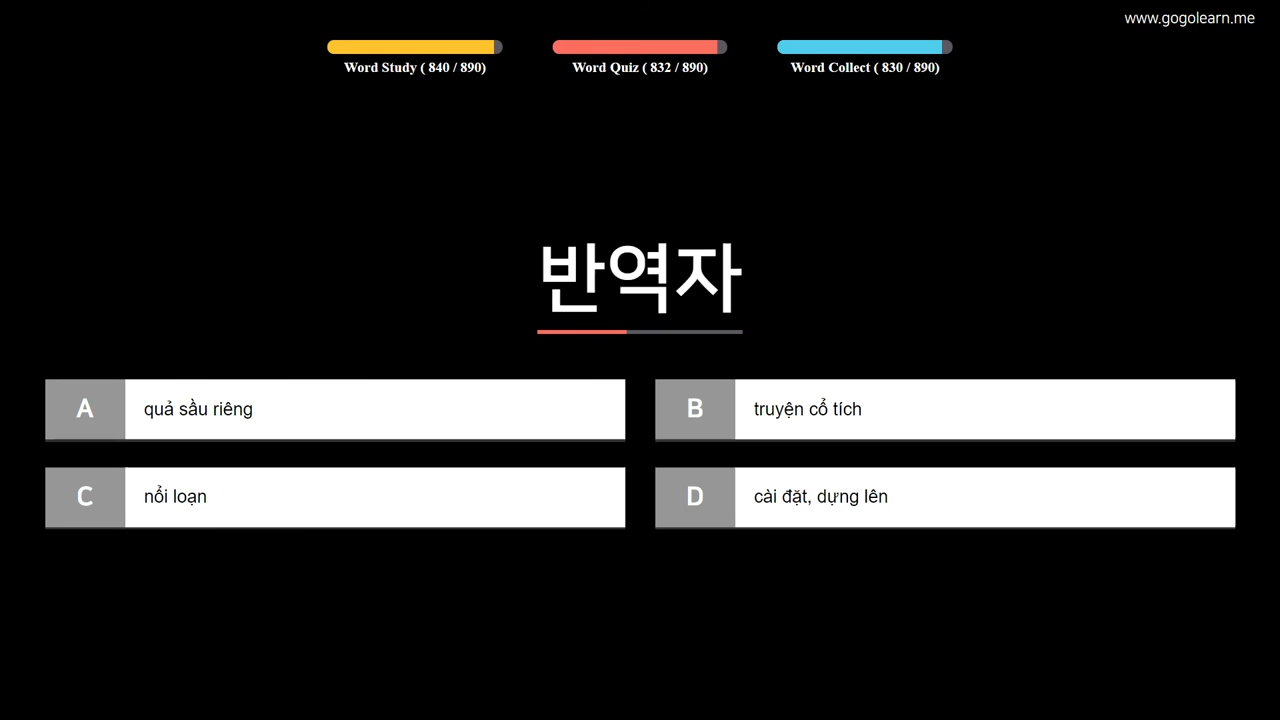 www.gogolearn.me
Word Study ( 840 / 890)
Word Quiz ( 832 / 890)
Word Collect ( 830 / 890)
반역자
A quả sầu riêng
B truyện cổ tích
C nổi loạn
D cài đặt, dựng lên